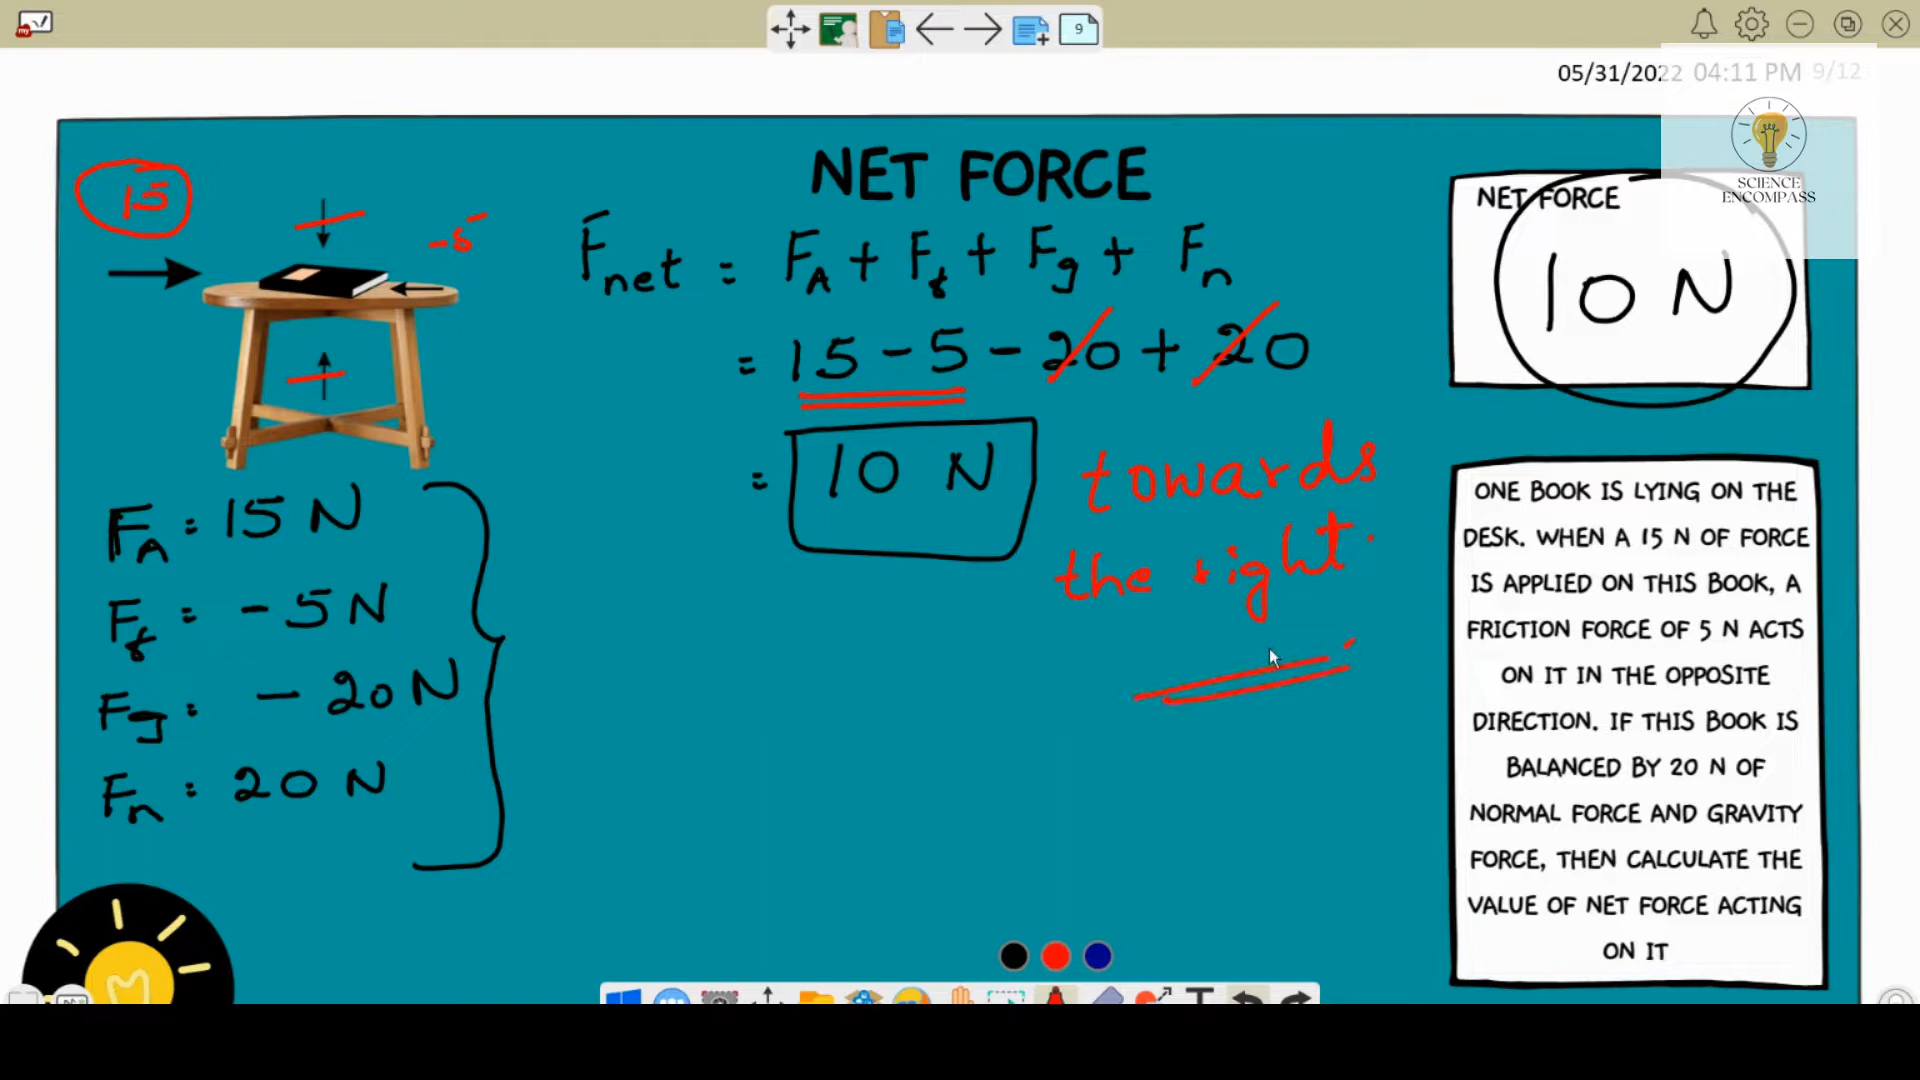 9
05/31/2022 04:11 PM 9/12
SCIENCE
ENCOMPASS
NET FORCE
15
-5
Fnet = FA + Ff + Fg + Fn
= 15 - 5 - 20 + 20
= 10 N
towards
the right.
FA = 15 N
Ff = - 5 N
Fg = - 20 N
Fn = 20 N
NET FORCE
10 N
ONE BOOK IS LYING ON THE
DESK. WHEN A 15 N OF FORCE
IS APPLIED ON THIS BOOK, A
FRICTION FORCE OF 5 N ACTS
ON IT IN THE OPPOSITE
DIRECTION. IF THIS BOOK IS
BALANCED BY 20 N OF
NORMAL FORCE AND GRAVITY
FORCE, THEN CALCULATE THE
VALUE OF NET FORCE ACTING
ON IT